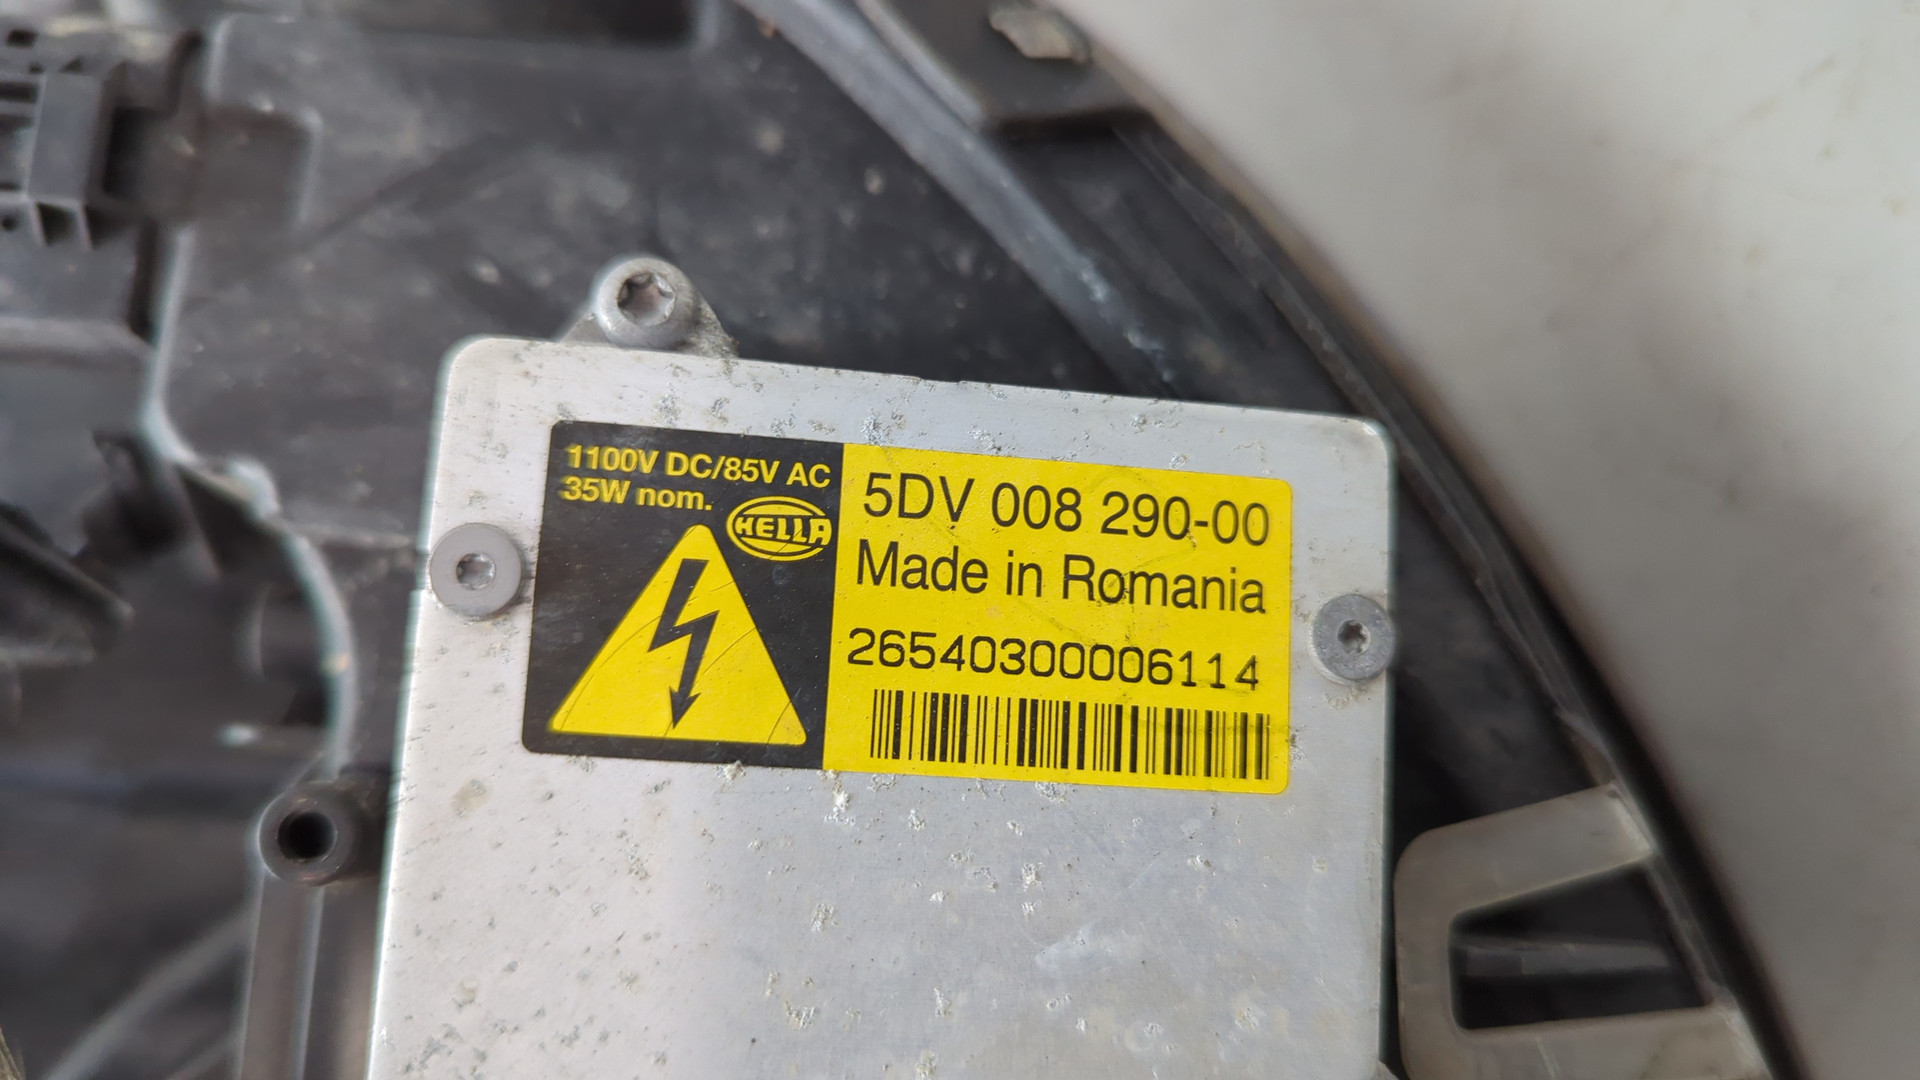 1100V DC/85V AC
35W nom.
HELLA
5DV 008 290-00
Made in Romania
26540300006114